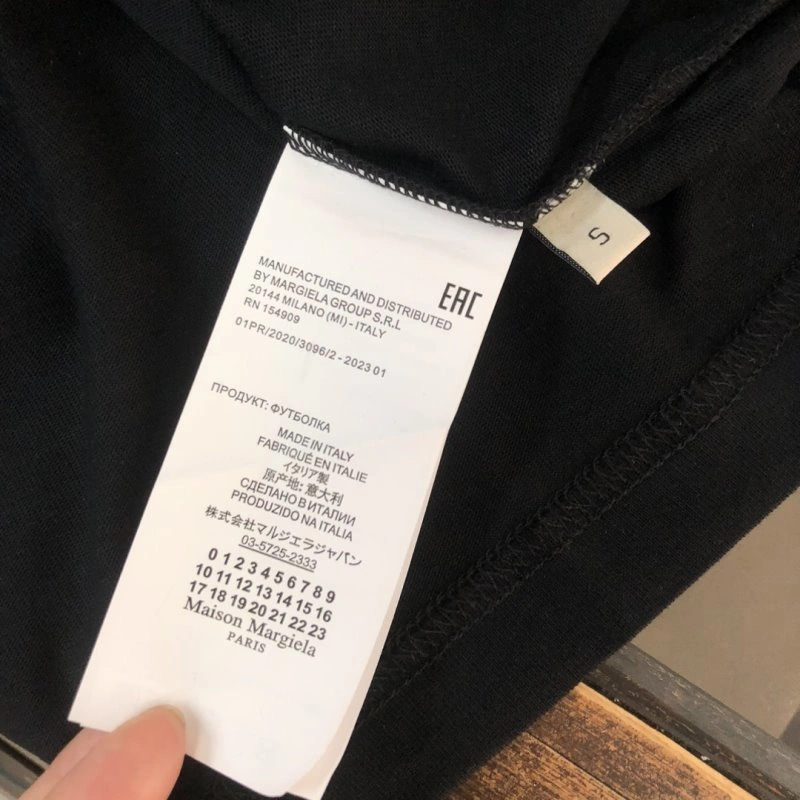 MANUFACTURED AND DISTRIBUTED
BY MARGIELA GROUP S.R.L
20144 MILANO (MI) - ITALY
RN 154909
EAC
S
01PR/2020/3096/2 - 2023 01
ПРОДУКТ: ФУТБОЛКА
MADE IN ITALY
FABRIQUÉ EN ITALIE
イタリア製
原产地: 意大利
СДЕЛАНО В ИТАЛИИ
PRODUZIDO NA ITALIA
株式会社マルジェラジャパン
03-5725-2333
0 1 2 3 4 5 6 7 8 9
10 11 12 13 14 15 16
17 18 19 20 21 22 23
Maison Margiela
PARIS